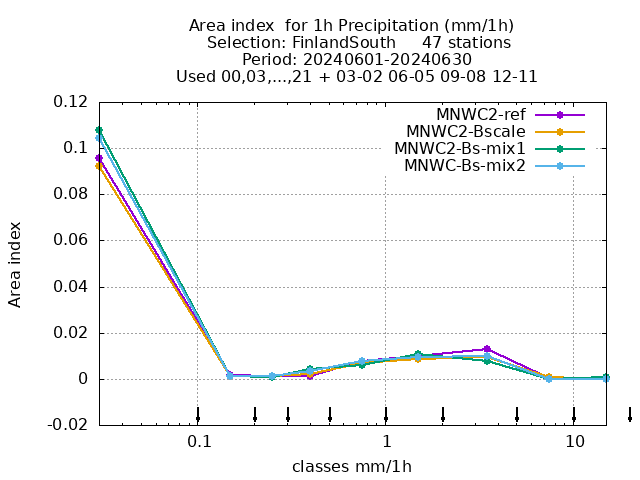 Area index  for 1h Precipitation (mm/1h)
Selection: FinlandSouth     47 stations
Period: 20240601-20240630
Used 00,03,...,21 + 03-02 06-05 09-08 12-11
MNWC2-ref
MNWC2-Bscale
MNWC2-Bs-mix1
MNWC-Bs-mix2
0.12
0.1
0.08
0.06
0.04
0.02
0
-0.02
Area index
0.1
1
10
classes mm/1h